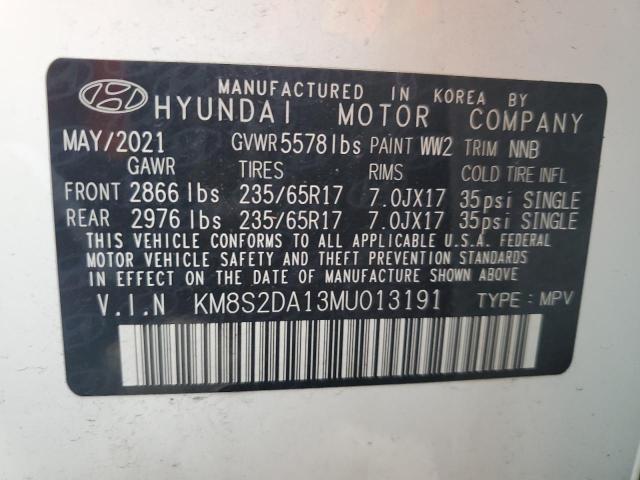 MANUFACTURED IN KOREA BY
HYUNDAI MOTOR COMPANY
MAY/2021 GVWR 5578lbs PAINT WW2 TRIM NNB
GAWR TIRES RIMS COLD TIRE INFL
FRONT 2866 lbs 235/65R17 7.0JX17 35psi SINGLE
REAR 2976 lbs 235/65R17 7.0JX17 35psi SINGLE
THIS VEHICLE CONFORMS TO ALL APPLICABLE U.S.A. FEDERAL
MOTOR VEHICLE SAFETY AND THEFT PREVENTION STANDARDS
IN EFFECT ON THE DATE OF MANUFACTURE SHOWN ABOVE.
V.I.N KM8S2DA13MU013191 TYPE : MPV